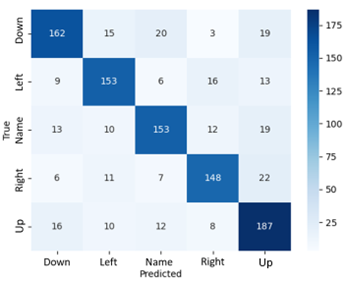 Down 162 15 20 3 19
Left 9 153 6 16 13
Name 13 10 153 12 19
Right 6 11 7 148 22
Up 16 10 12 8 187
True
Down Left Name Right Up
Predicted
175
150
125
100
75
50
25